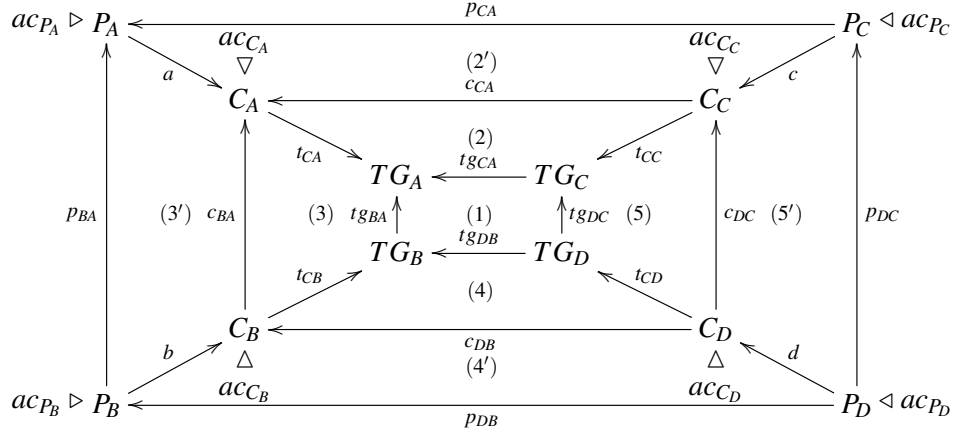 p_{CA}
ac_{P_A} ▷ P_A P_C ◁ ac_{P_C}
ac_{C_A} ac_{C_C}
▽ (2′) ▽
a c
c_{CA}
C_A C_C
(2)
t_{CA} t_{CC}
tg_{CA}
TG_A TG_C
p_{BA} (3′) c_{BA} (3) tg_{BA} (1) tg_{DC} (5) c_{DC} (5′) p_{DC}
tg_{DB}
TG_B TG_D
t_{CB} t_{CD}
(4)
C_B C_D
c_{DB}
b d
△ (4′) △
ac_{C_B} ac_{C_D}
ac_{P_B} ▷ P_B P_D ◁ ac_{P_D}
p_{DB}